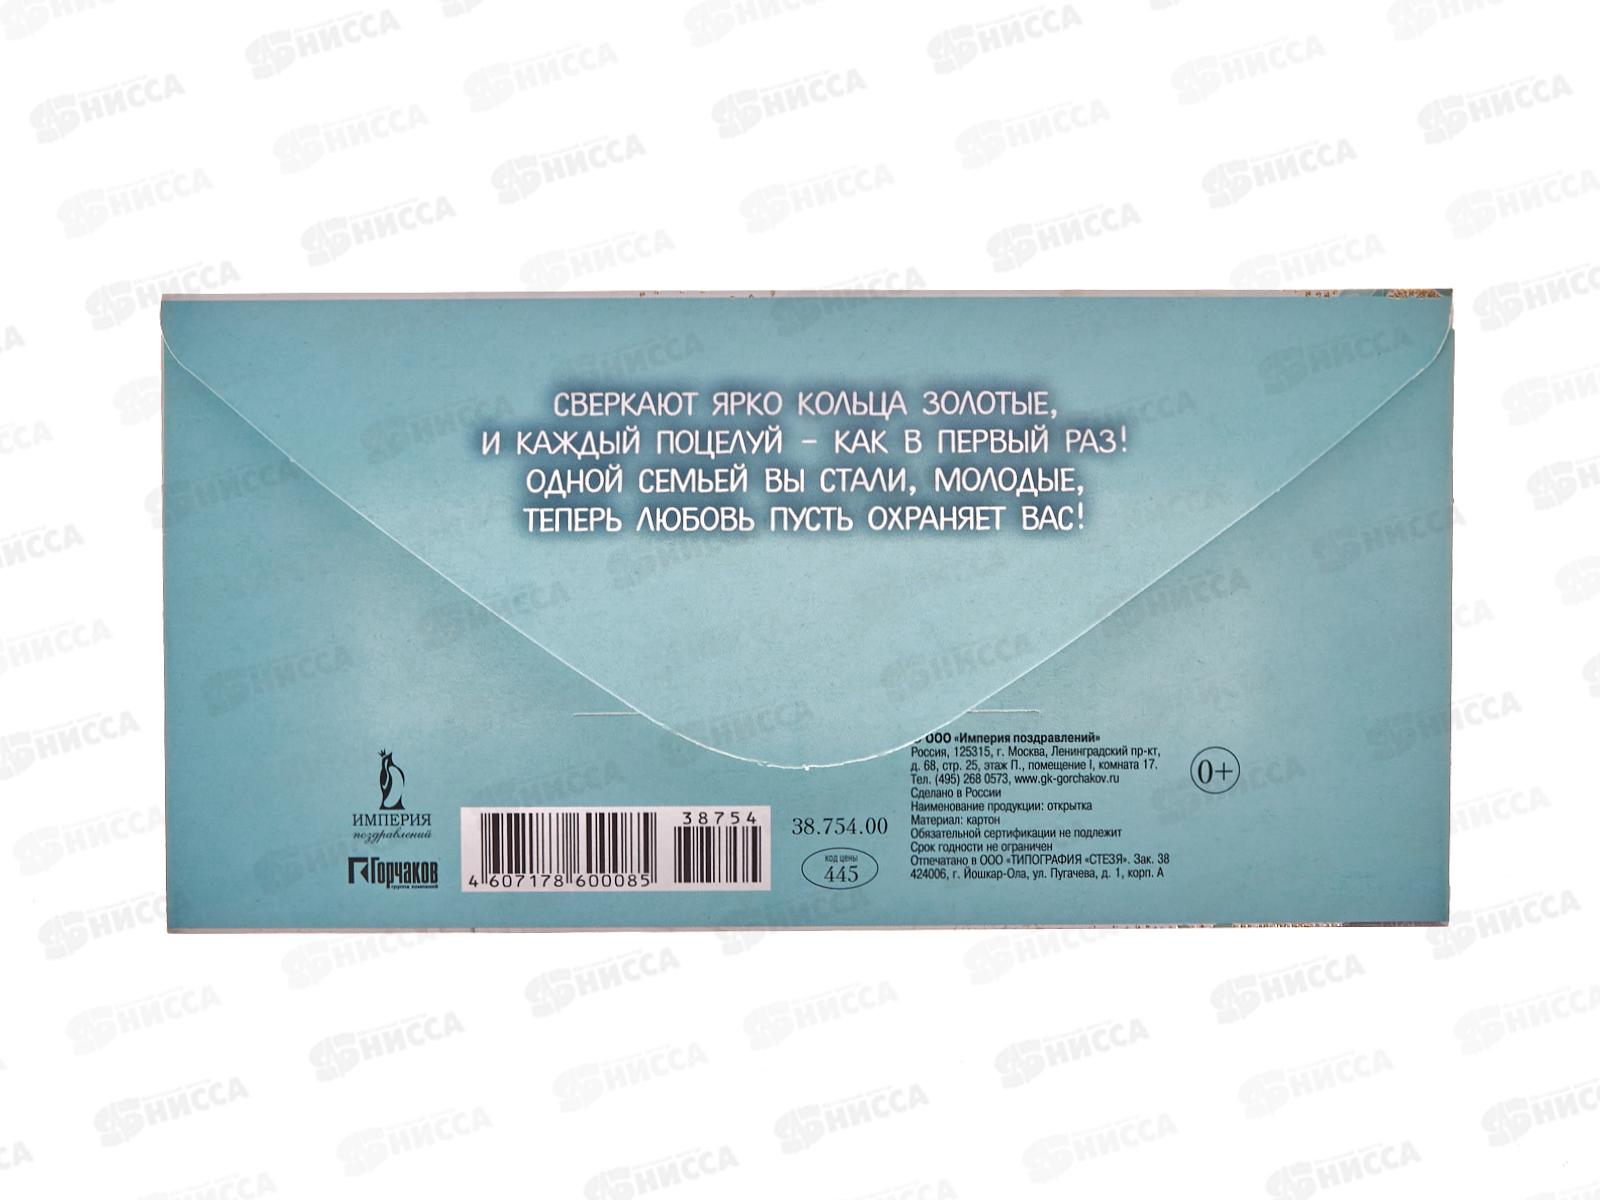 СВЕРКАЮТ ЯРКО КОЛЬЦА ЗОЛОТЫЕ,
И КАЖДЫЙ ПОЦЕЛУЙ – КАК В ПЕРВЫЙ РАЗ!
ОДНОЙ СЕМЬЕЙ ВЫ СТАЛИ, МОЛОДЫЕ,
ТЕПЕРЬ ЛЮБОВЬ ПУСТЬ ОХРАНЯЕТ ВАС!
ИМПЕРИЯ
поздравлений
Горчаков
группа компаний
38754
4 607178 600085
38.754.00
код цены
445
ООО «Империя поздравлений»
Россия, 125315, г. Москва, Ленинградский пр-кт,
д. 68, стр. 25, этаж П., помещение I, комната 17.
Тел. (495) 268 0573, www.gk-gorchakov.ru
Сделано в России
Наименование продукции: открытка
Материал: картон
Обязательной сертификации не подлежит
Срок годности не ограничен
Отпечатано в ООО «ТИПОГРАФИЯ «СТЕЗЯ». Зак. 38
424006, г. Йошкар-Ола, ул. Пугачева, д. 1, корп. А
0+
НИССА